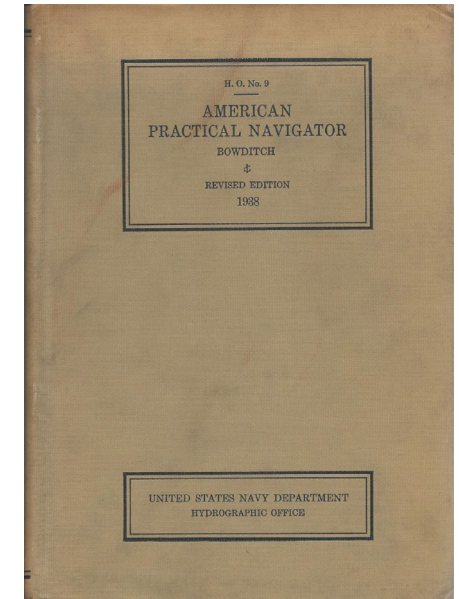 H. O. No. 9
AMERICAN
PRACTICAL NAVIGATOR
BOWDITCH
REVISED EDITION
1938
UNITED STATES NAVY DEPARTMENT
HYDROGRAPHIC OFFICE